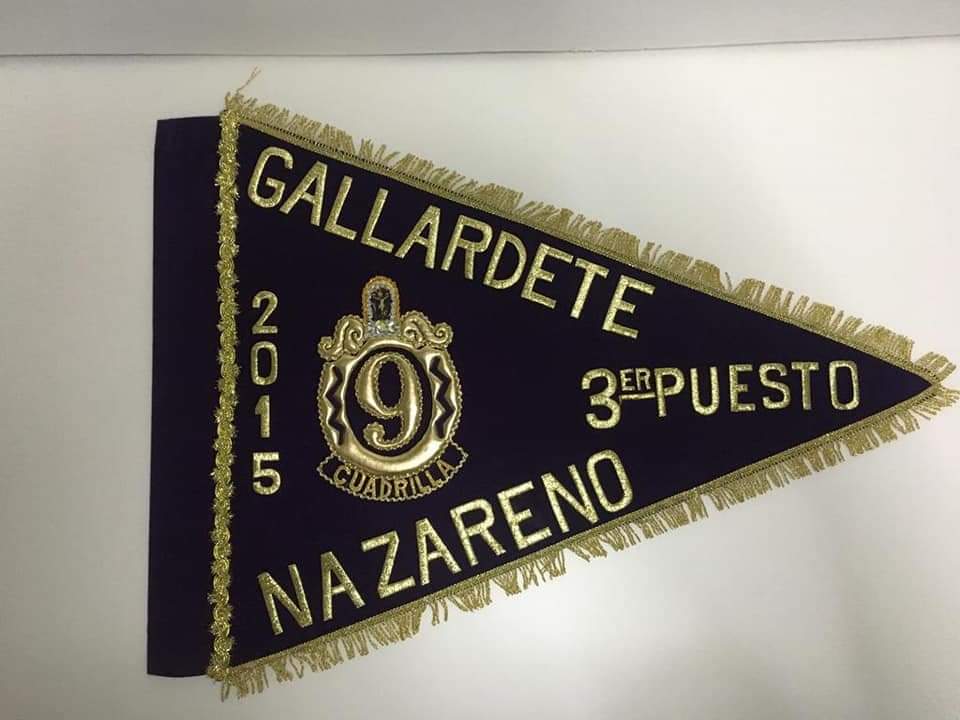 GALLARDETE
2015
9
CUADRILLA
3ER PUESTO
NAZARENO